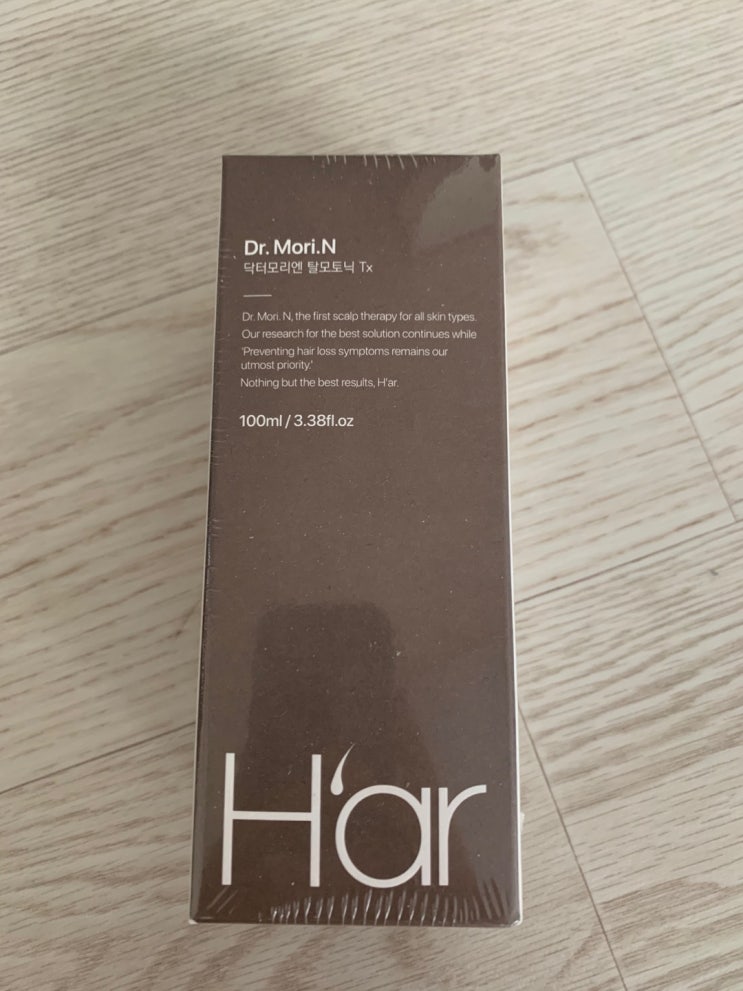 Dr. Mori.N
닥터모리엔 탈모토닉 Tx
Dr. Mori. N, the first scalp therapy for all skin types.
Our research for the best solution continues while
'Preventing hair loss symptoms remains our
utmost priority.'
Nothing but the best results, H'ar.
100ml / 3.38fl.oz
H'ar